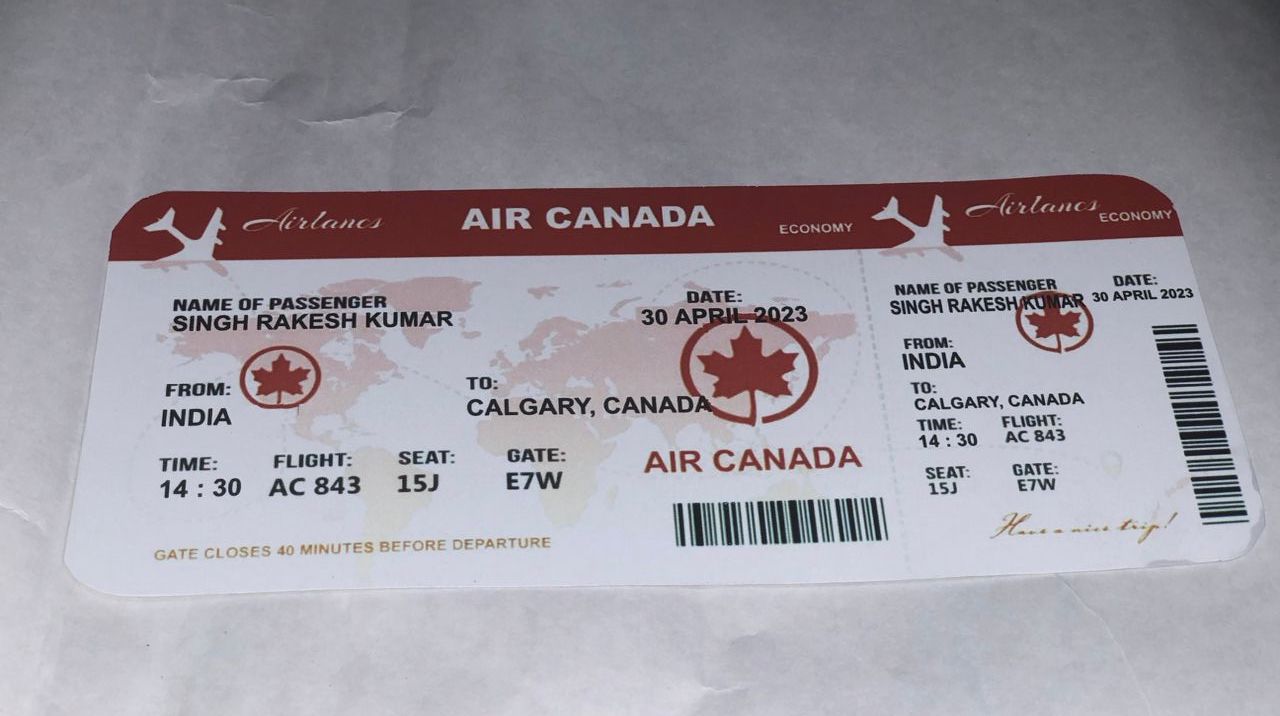 Airlanes
AIR CANADA
ECONOMY
NAME OF PASSENGER
SINGH RAKESH KUMAR
DATE:
30 APRIL 2023
FROM:
INDIA
TO:
CALGARY, CANADA
TIME: FLIGHT: SEAT: GATE:
14 : 30 AC 843 15J E7W
AIR CANADA
GATE CLOSES 40 MINUTES BEFORE DEPARTURE
Airlanes
ECONOMY
NAME OF PASSENGER
SINGH RAKESH KUMAR
DATE:
30 APRIL 2023
FROM:
INDIA
TO:
CALGARY, CANADA
TIME: FLIGHT:
14 : 30 AC 843
SEAT: GATE:
15J E7W
Have a nice trip!